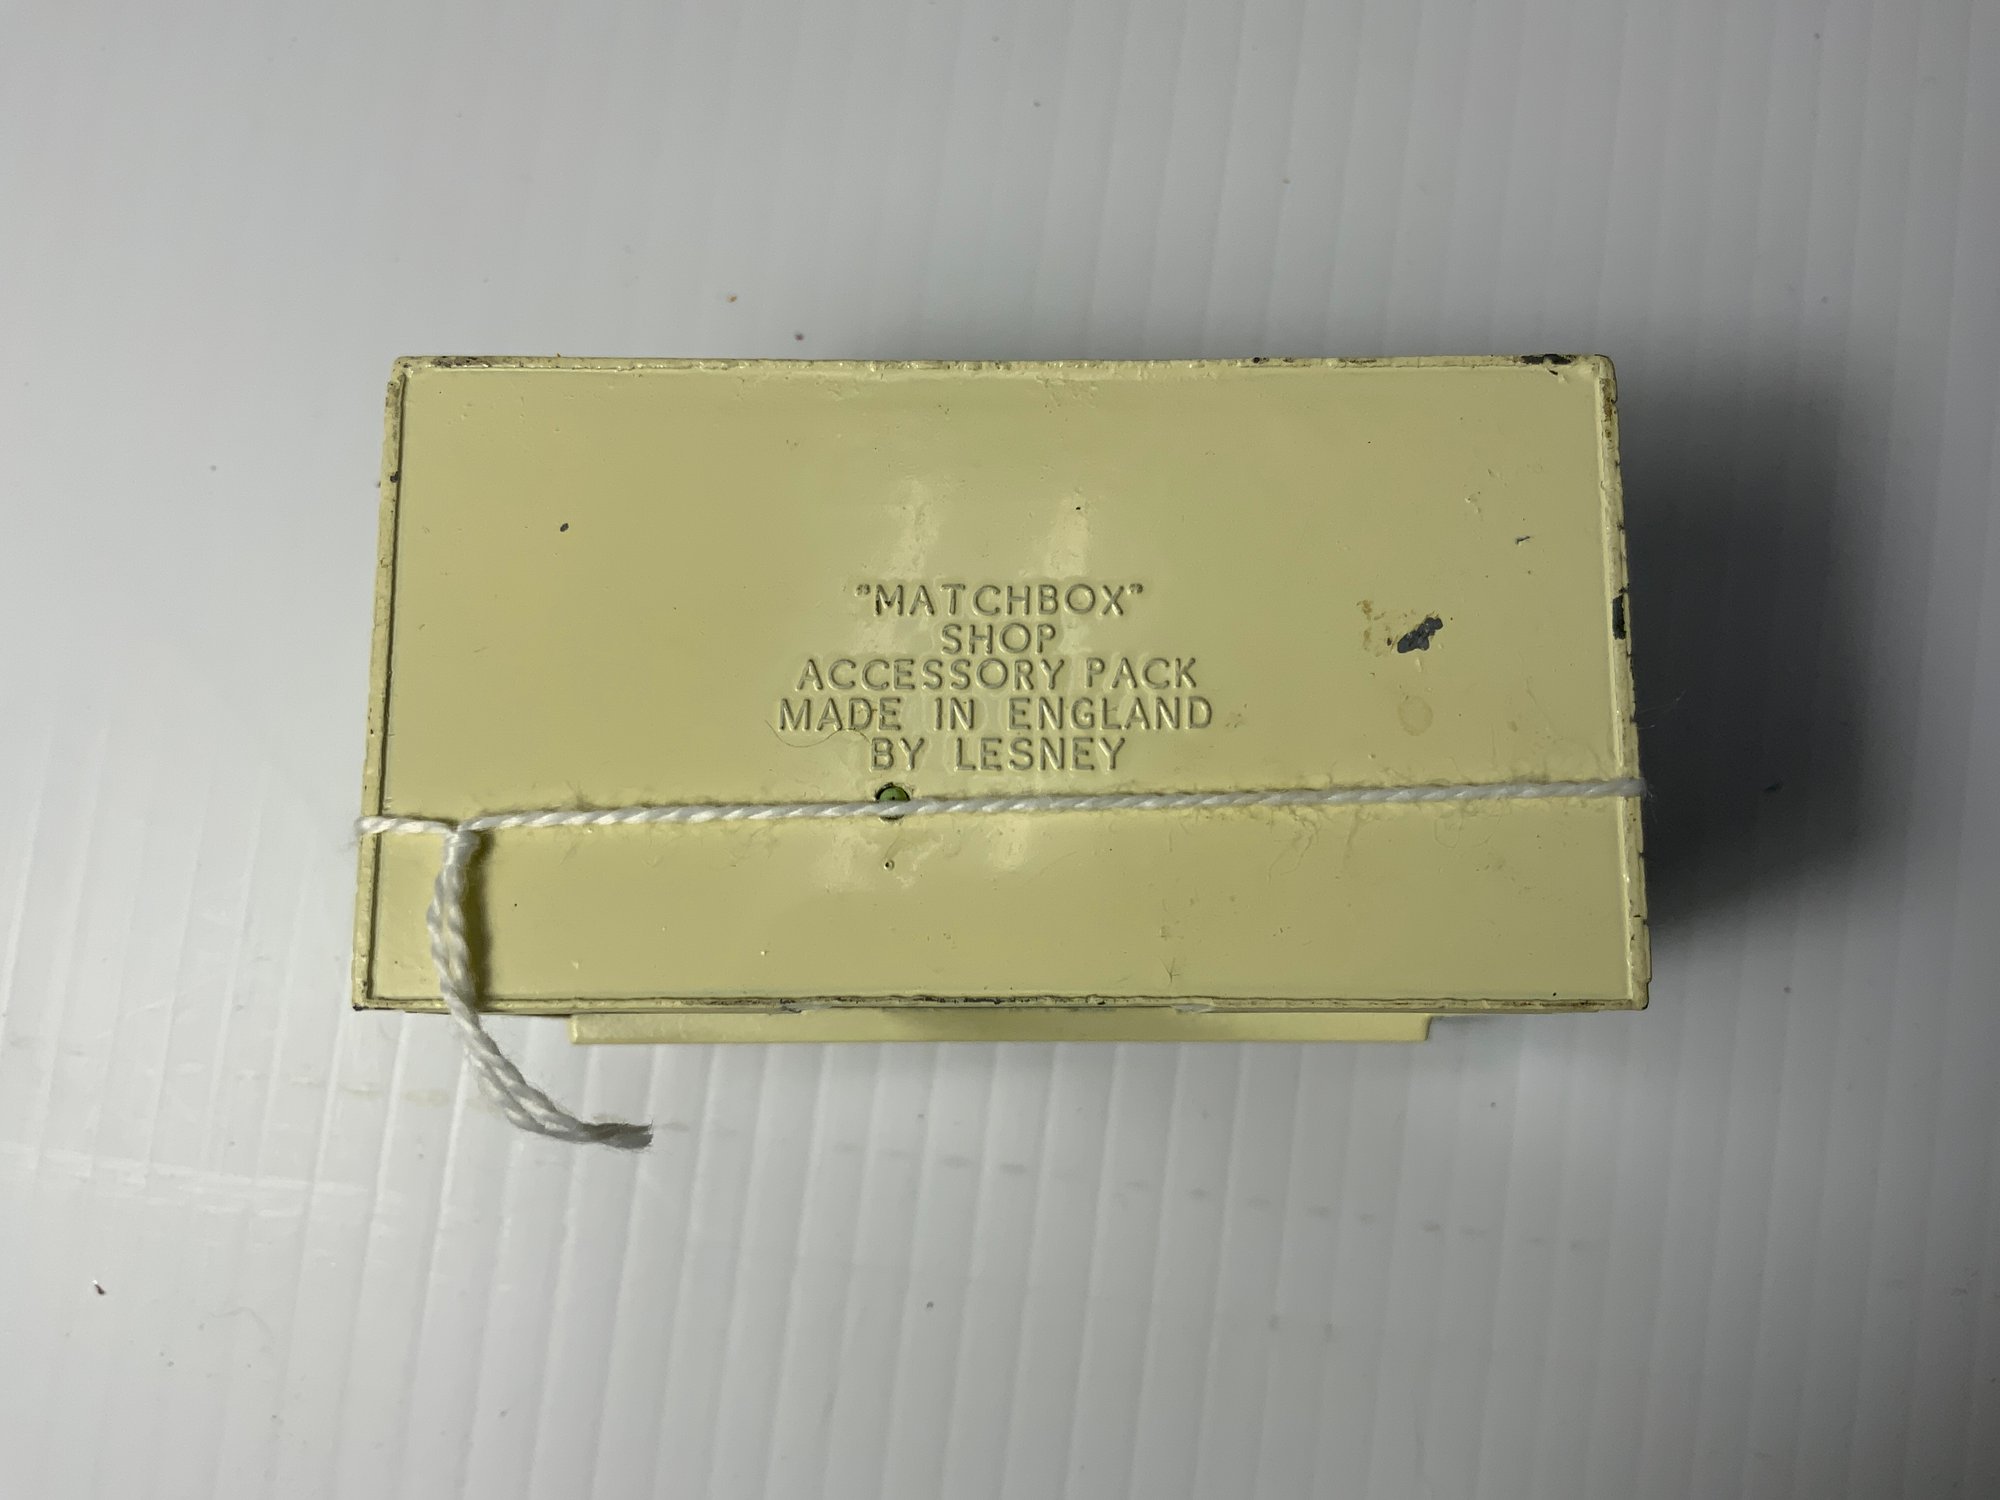 "MATCHBOX"
SHOP
ACCESSORY PACK
MADE IN ENGLAND
BY LESNEY